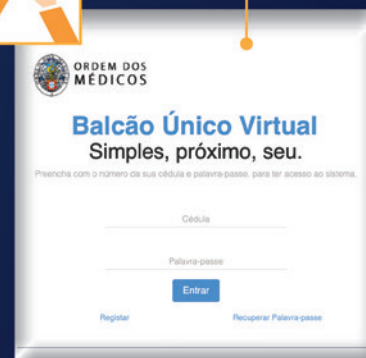 ORDEM DOS
MÉDICOS
Balcão Único Virtual
Simples, próximo, seu.
Preencha com o número da sua cédula e palavra-passe, para ter acesso ao sistema.
Cédula
Palavra-passe
Entrar
Registar
Recuperar Palavra-passe